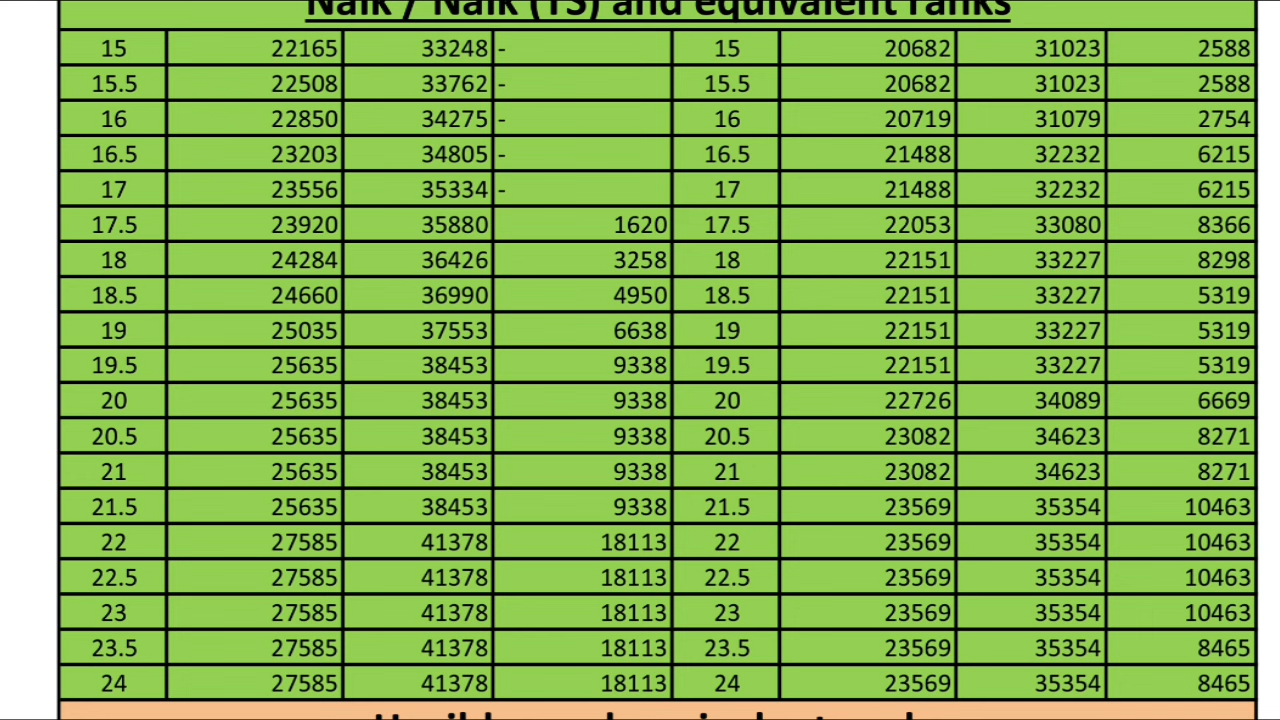 Naik / Naik (TS) and equivalent ranks
15 22165 33248 - 15 20682 31023 2588
15.5 22508 33762 - 15.5 20682 31023 2588
16 22850 34275 - 16 20719 31079 2754
16.5 23203 34805 - 16.5 21488 32232 6215
17 23556 35334 - 17 21488 32232 6215
17.5 23920 35880 1620 17.5 22053 33080 8366
18 24284 36426 3258 18 22151 33227 8298
18.5 24660 36990 4950 18.5 22151 33227 5319
19 25035 37553 6638 19 22151 33227 5319
19.5 25635 38453 9338 19.5 22151 33227 5319
20 25635 38453 9338 20 22726 34089 6669
20.5 25635 38453 9338 20.5 23082 34623 8271
21 25635 38453 9338 21 23082 34623 8271
21.5 25635 38453 9338 21.5 23569 35354 10463
22 27585 41378 18113 22 23569 35354 10463
22.5 27585 41378 18113 22.5 23569 35354 10463
23 27585 41378 18113 23 23569 35354 10463
23.5 27585 41378 18113 23.5 23569 35354 8465
24 27585 41378 18113 24 23569 35354 8465